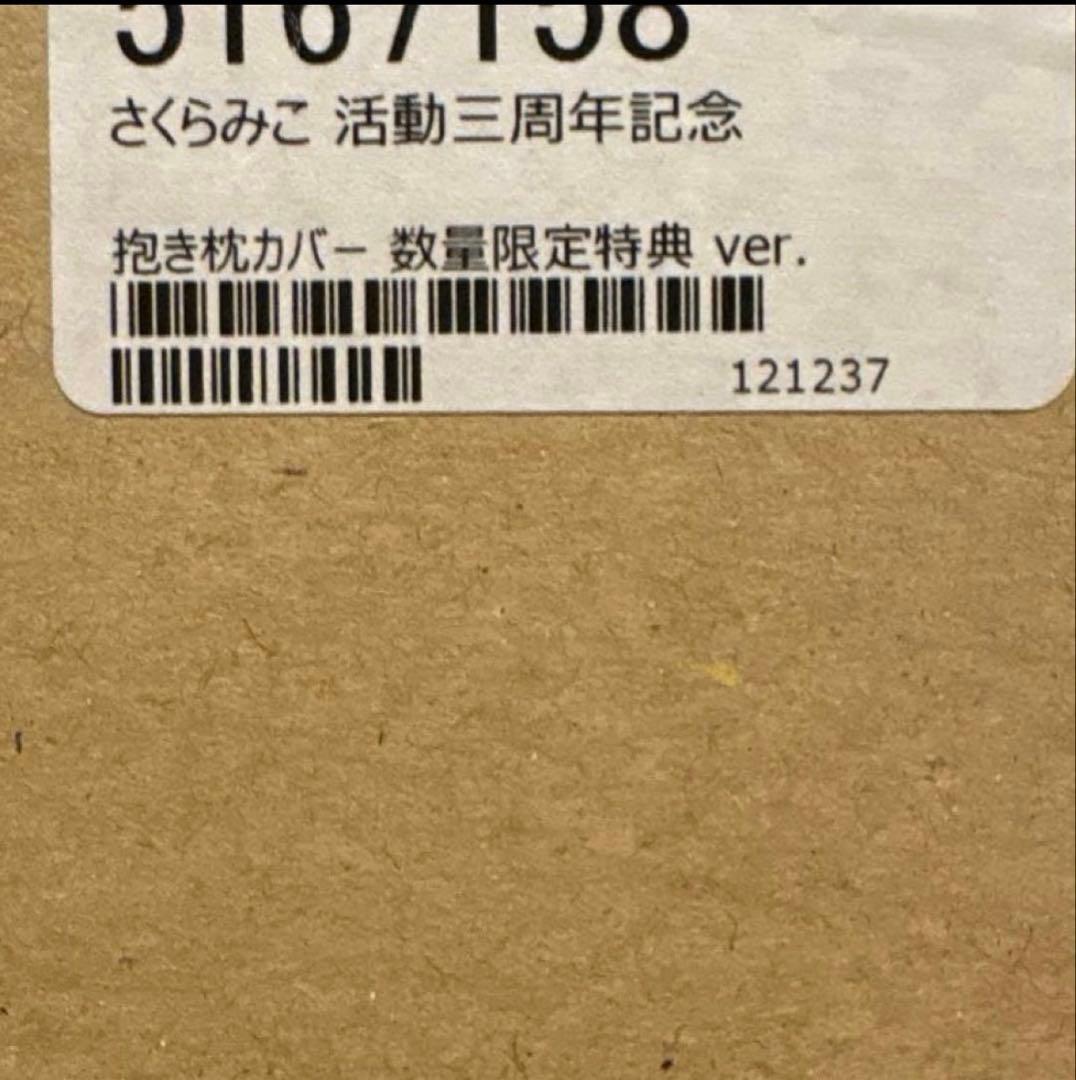 5167158
さくらみこ 活動三周年記念
抱き枕カバー 数量限定特典 ver.
121237